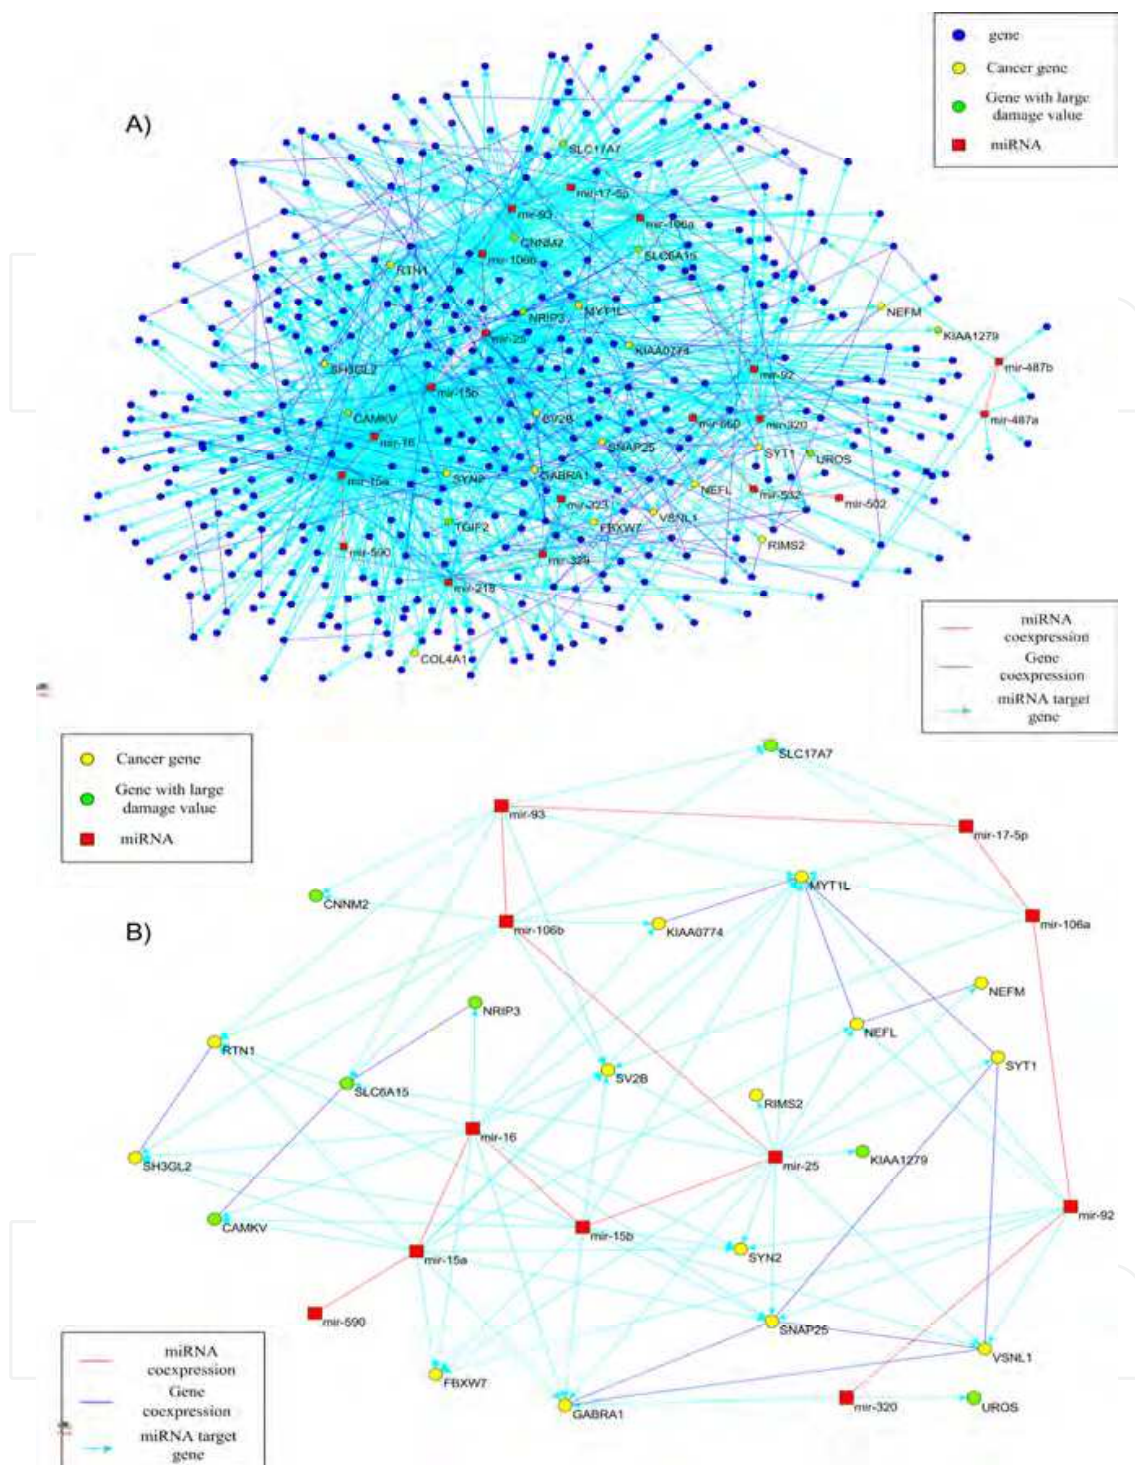 gene
Cancer gene
Gene with large
damage value
miRNA
A)
SLC17A7
mir-17-5p
mir-93
mir-106a
CNNM2
mir-106b
SLC6A15
RTN1
NRIP3
MYT1L
NEFM
mir-25
KIAA1279
KIAA0774
SH3GL2
mir-92
mir-487b
mir-15b
CAMKV
SV2B
mir-660
mir-320
mir-487a
mir-16
SNAP25
SYT1
UROS
mir-15a
SYN2
GABRA1
NEFL
mir-532
mir-502
mir-323
TGIF2
FBXW7
VSNL1
RIMS2
mir-590
mir-329
mir-218
COL4A1
miRNA
coexpression
Gene
coexpression
miRNA target
gene
Cancer gene
Gene with large
damage value
miRNA
SLC17A7
mir-93
mir-17-5p
MYT1L
CNNM2
B)
mir-106b
KIAA0774
mir-106a
NEFM
NRIP3
NEFL
RTN1
SYT1
SLC6A15
SV2B
RIMS2
mir-16
SH3GL2
mir-25
KIAA1279
mir-92
CAMKV
mir-15b
mir-15a
SYN2
mir-590
SNAP25
VSNL1
FBXW7
GABRA1
mir-320
UROS
miRNA
coexpression
Gene
coexpression
miRNA target
gene